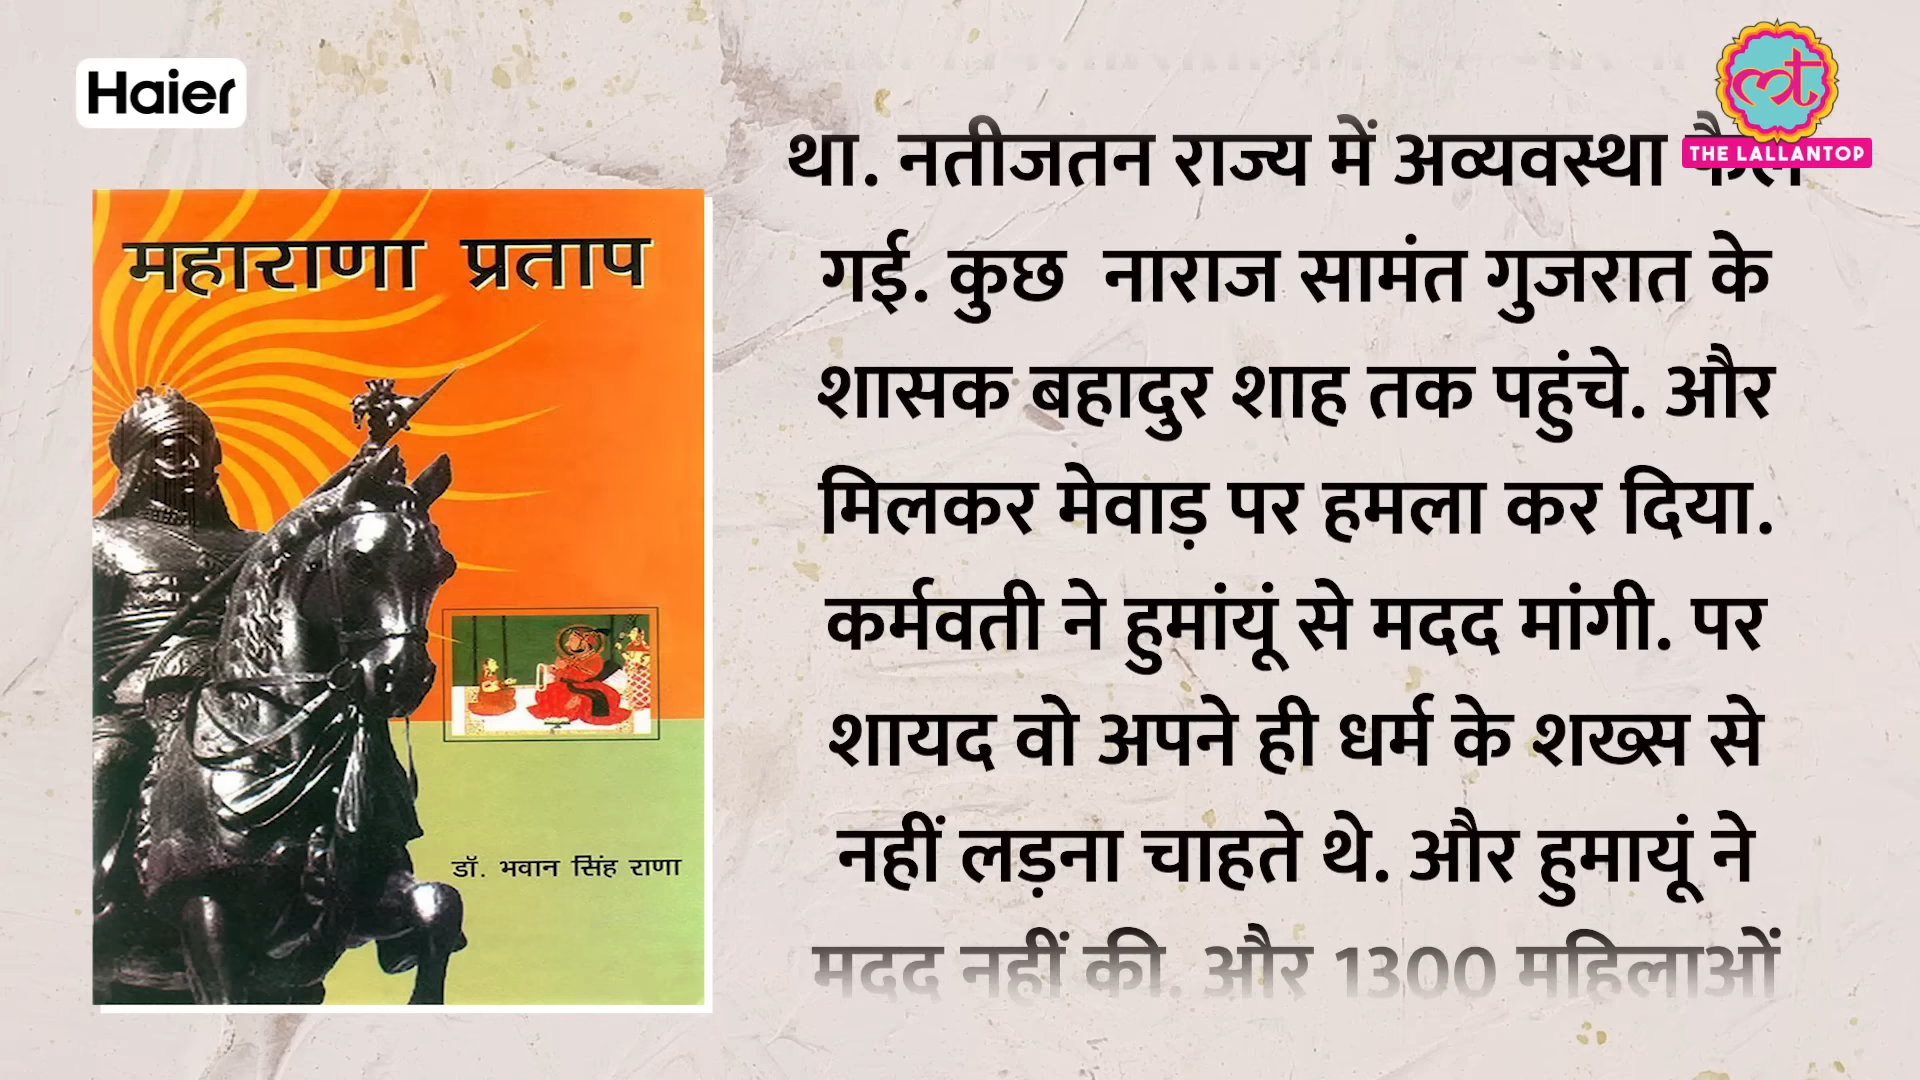 Haier
THE LALLANTOP
महाराणा प्रताप
डॉ. भवान सिंह राणा
था. नतीजतन राज्य में अव्यवस्था फैल
गई. कुछ नाराज सामंत गुजरात के
शासक बहादुर शाह तक पहुंचे. और
मिलकर मेवाड़ पर हमला कर दिया.
कर्मवती ने हुमांयूं से मदद मांगी. पर
शायद वो अपने ही धर्म के शख्स से
नहीं लड़ना चाहते थे. और हुमायूं ने
मदद नहीं की. और 1300 महिलाओं